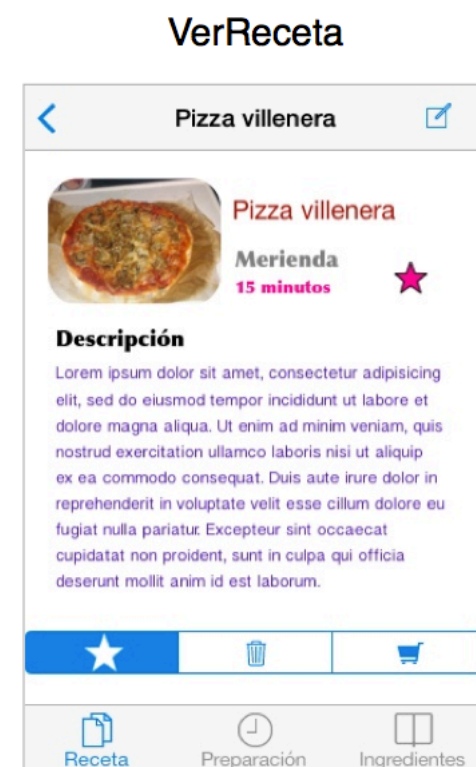 VerReceta
Pizza villenera
Pizza villenera
Merienda
15 minutos
Descripción
Lorem ipsum dolor sit amet, consectetur adipisicing
elit, sed do eiusmod tempor incididunt ut labore et
dolore magna aliqua. Ut enim ad minim veniam, quis
nostrud exercitation ullamco laboris nisi ut aliquip
ex ea commodo consequat. Duis aute irure dolor in
reprehenderit in voluptate velit esse cillum dolore eu
fugiat nulla pariatur. Excepteur sint occaecat
cupidatat non proident, sunt in culpa qui officia
deserunt mollit anim id est laborum.
Receta Preparación Ingredientes